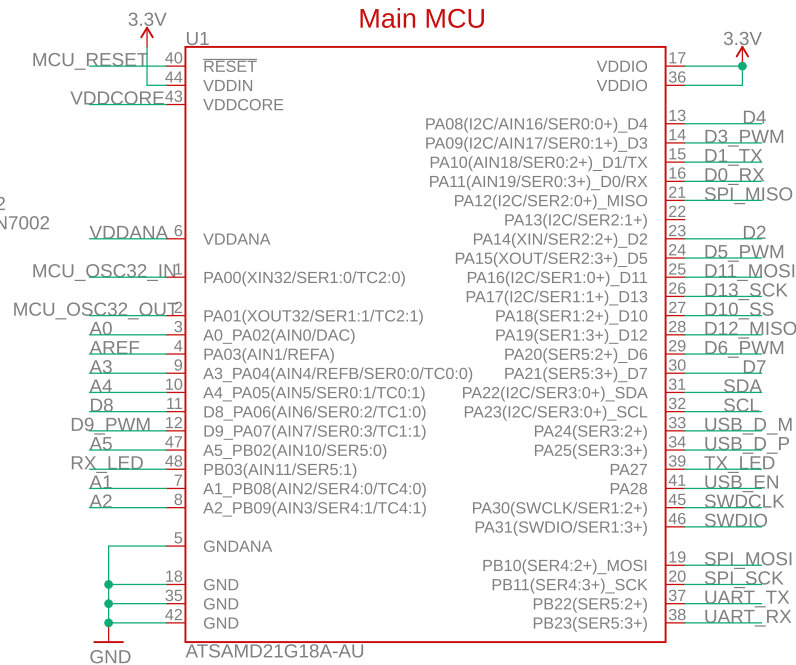 Main MCU
3.3V
U1
3.3V
MCU_RESET 40 RESET
44 VDDIN
VDDCORE 43 VDDCORE
2
N7002
VDDANA 6 VDDANA
MCU_OSC32_IN 1 PA00(XIN32/SER1:0/TC2:0)
MCU_OSC32_OUT 2 PA01(XOUT32/SER1:1/TC2:1)
A0 3 A0_PA02(AIN0/DAC)
AREF 4 PA03(AIN1/REFA)
A3 9 A3_PA04(AIN4/REFB/SER0:0/TC0:0)
A4 10 A4_PA05(AIN5/SER0:1/TC0:1)
D8 11 D8_PA06(AIN6/SER0:2/TC1:0)
D9_PWM 12 D9_PA07(AIN7/SER0:3/TC1:1)
A5 47 A5_PB02(AIN10/SER5:0)
RX_LED 48 PB03(AIN11/SER5:1)
A1 7 A1_PB08(AIN2/SER4:0/TC4:0)
A2 8 A2_PB09(AIN3/SER4:1/TC4:1)
5 GNDANA
18 GND
35 GND
42 GND
GND
VDDIO 17
VDDIO 36
PA08(I2C/AIN16/SER0:0+)_D4 13 D4
PA09(I2C/AIN17/SER0:1+)_D3 14 D3_PWM
PA10(AIN18/SER0:2+)_D1/TX 15 D1_TX
PA11(AIN19/SER0:3+)_D0/RX 16 D0_RX
PA12(I2C/SER2:0+)_MISO 21 SPI_MISO
PA13(I2C/SER2:1+) 22
PA14(XIN/SER2:2+)_D2 23 D2
PA15(XOUT/SER2:3+)_D5 24 D5_PWM
PA16(I2C/SER1:0+)_D11 25 D11_MOSI
PA17(I2C/SER1:1+)_D13 26 D13_SCK
PA18(SER1:2+)_D10 27 D10_SS
PA19(SER1:3+)_D12 28 D12_MISO
PA20(SER5:2+)_D6 29 D6_PWM
PA21(SER5:3+)_D7 30 D7
PA22(I2C/SER3:0+)_SDA 31 SDA
PA23(I2C/SER3:0+)_SCL 32 SCL
PA24(SER3:2+) 33 USB_D_M
PA25(SER3:3+) 34 USB_D_P
PA27 39 TX_LED
PA28 41 USB_EN
PA30(SWCLK/SER1:2+) 45 SWDCLK
PA31(SWDIO/SER1:3+) 46 SWDIO
PB10(SER4:2+)_MOSI 19 SPI_MOSI
PB11(SER4:3+)_SCK 20 SPI_SCK
PB22(SER5:2+) 37 UART_TX
PB23(SER5:3+) 38 UART_RX
ATSAMD21G18A-AU